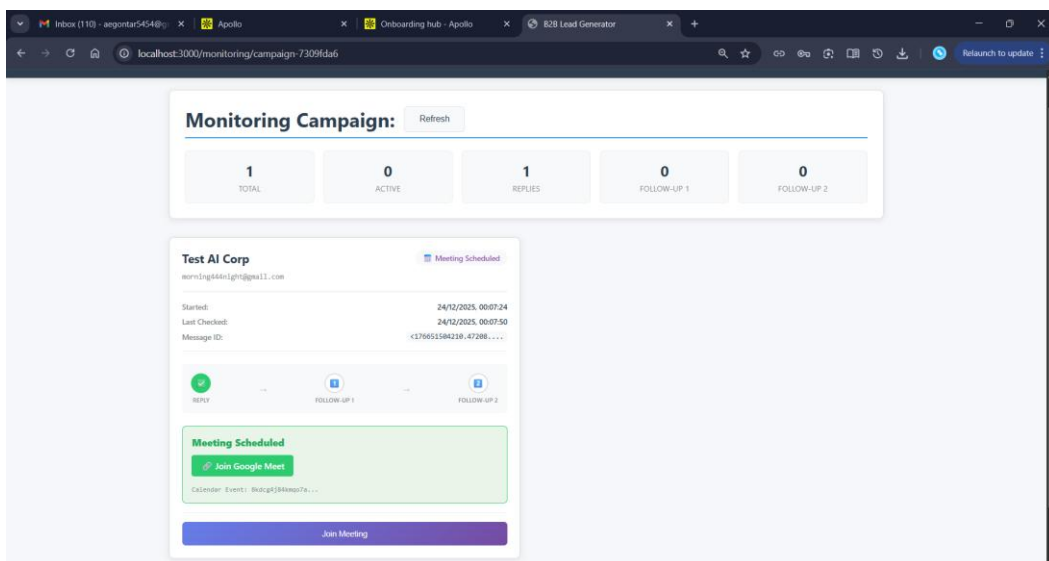 Inbox (110) - aegontar5454@g
Apollo
Onboarding hub - Apollo
B2B Lead Generator
localhost:3000/monitoring/campaign-7309fda6
Relaunch to update
Monitoring Campaign:
Refresh
1
TOTAL
0
ACTIVE
1
REPLIES
0
FOLLOW-UP 1
0
FOLLOW-UP 2
Test AI Corp
Meeting Scheduled
morning444night@gmail.com
Started:
24/12/2025, 00:07:24
Last Checked:
24/12/2025, 00:07:50
Message ID:
<176651504210.47208....
REPLY
→
1
FOLLOW-UP 1
→
2
FOLLOW-UP 2
Meeting Scheduled
Join Google Meet
Calendar Event:
Join Meeting